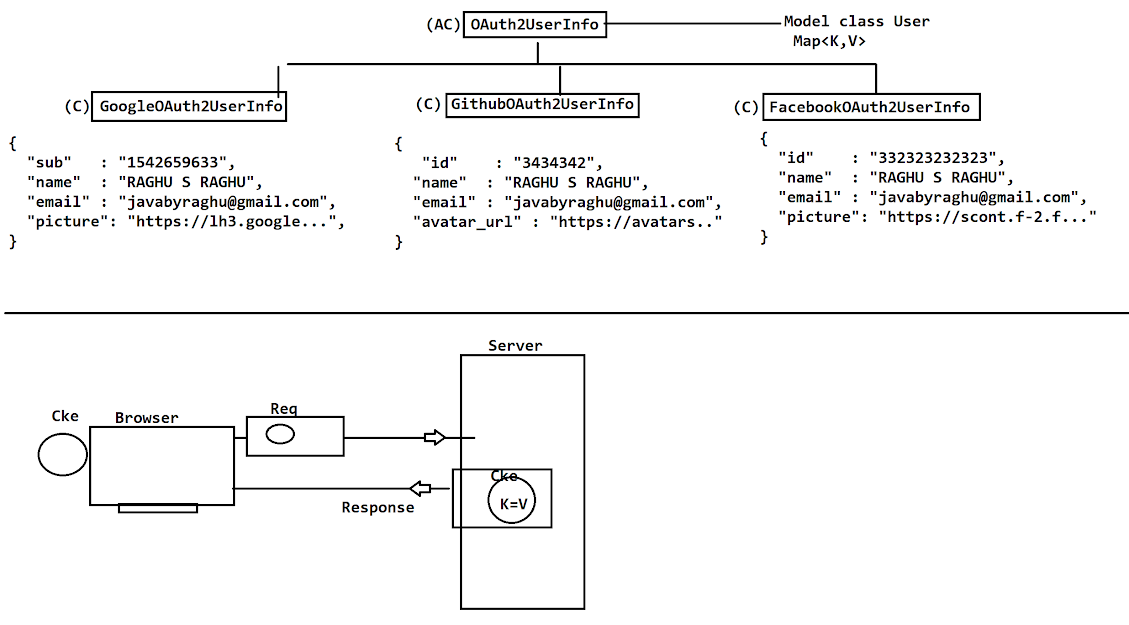 (AC) OAuth2UserInfo
Model class User
Map<K,V>
(C) GoogleOAuth2UserInfo
{
"sub" : "1542659633",
"name" : "RAGHU S RAGHU",
"email" : "javabyraghu@gmail.com",
"picture": "https://lh3.google...",
}
(C) GithubOAuth2UserInfo
{
"id" : "3434342",
"name" : "RAGHU S RAGHU",
"email" : "javabyraghu@gmail.com",
"avatar_url" : "https://avatars.."
}
(C) FacebookOAuth2UserInfo
{
"id" : "332323232323",
"name" : "RAGHU S RAGHU",
"email" : "javabyraghu@gmail.com",
"picture": "https://scont.f-2.f..."
}
Server
Cke
Browser
Req
Cke
K=V
Response